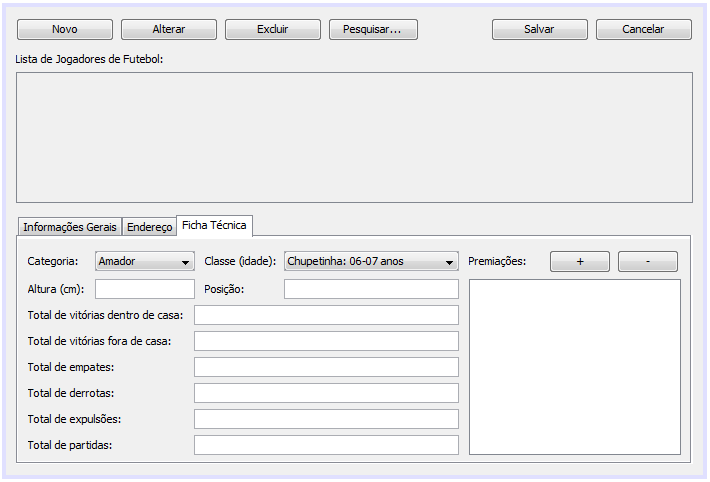 Novo Alterar Excluir Pesquisar... Salvar Cancelar
Lista de Jogadores de Futebol:
Informações Gerais Endereço Ficha Técnica
Categoria: Amador Classe (idade): Chupetinha: 06-07 anos Premiações: + -
Altura (cm): Posição:
Total de vitórias dentro de casa:
Total de vitórias fora de casa:
Total de empates:
Total de derrotas:
Total de expulsões:
Total de partidas: